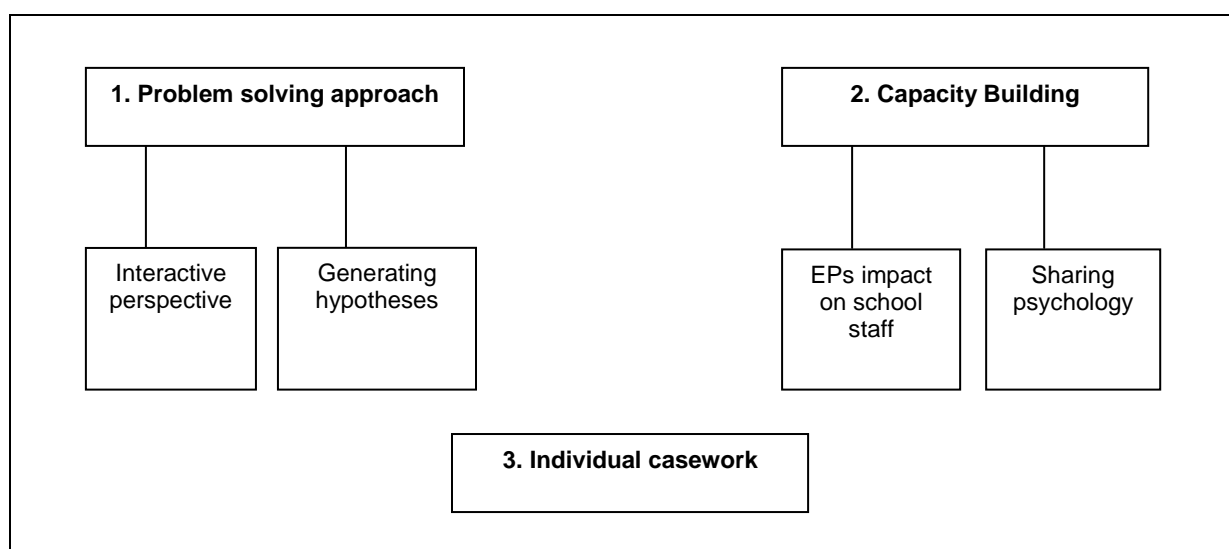 1. Problem solving approach
2. Capacity Building
Interactive
perspective
Generating
hypotheses
EPs impact
on school
staff
Sharing
psychology
3. Individual casework